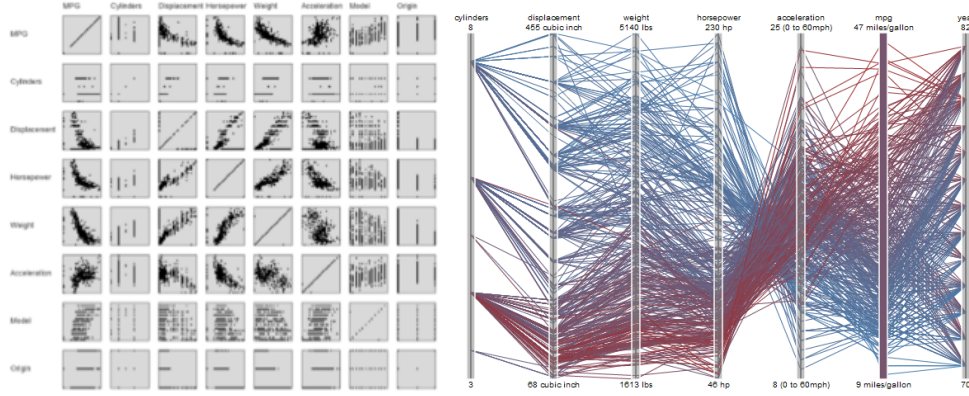 MPG Cylinders Displacement Horsepower Weight Acceleration Model Origin
MPG
Cylinders
Displacement
Horsepower
Weight
Acceleration
Model
Origin
cylinders displacement weight horsepower acceleration mpg year
8 455 cubic inch 5140 lbs 230 hp 25 (0 to 60mph) 47 miles/gallon 82
3 68 cubic inch 1613 lbs 46 hp 8 (0 to 60mph) 9 miles/gallon 70